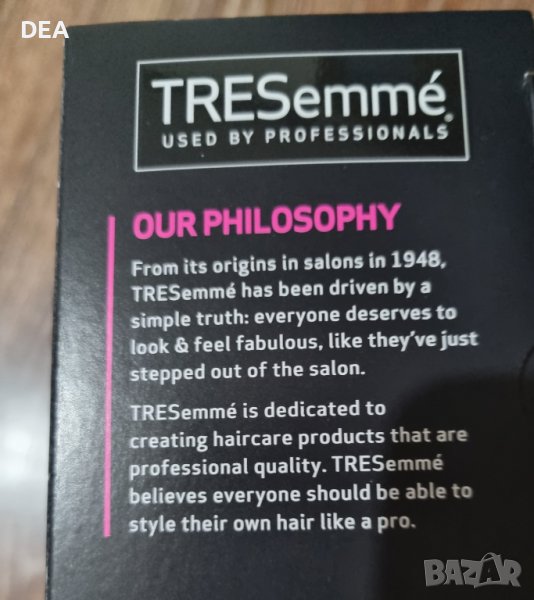 DEA
TRESemmé®
USED BY PROFESSIONALS
OUR PHILOSOPHY
From its origins in salons in 1948,
TRESemmé has been driven by a
simple truth: everyone deserves to
look & feel fabulous, like they've just
stepped out of the salon.
TRESemmé is dedicated to
creating haircare products that are
professional quality. TRESemmé
believes everyone should be able to
style their own hair like a pro.
BAZAR